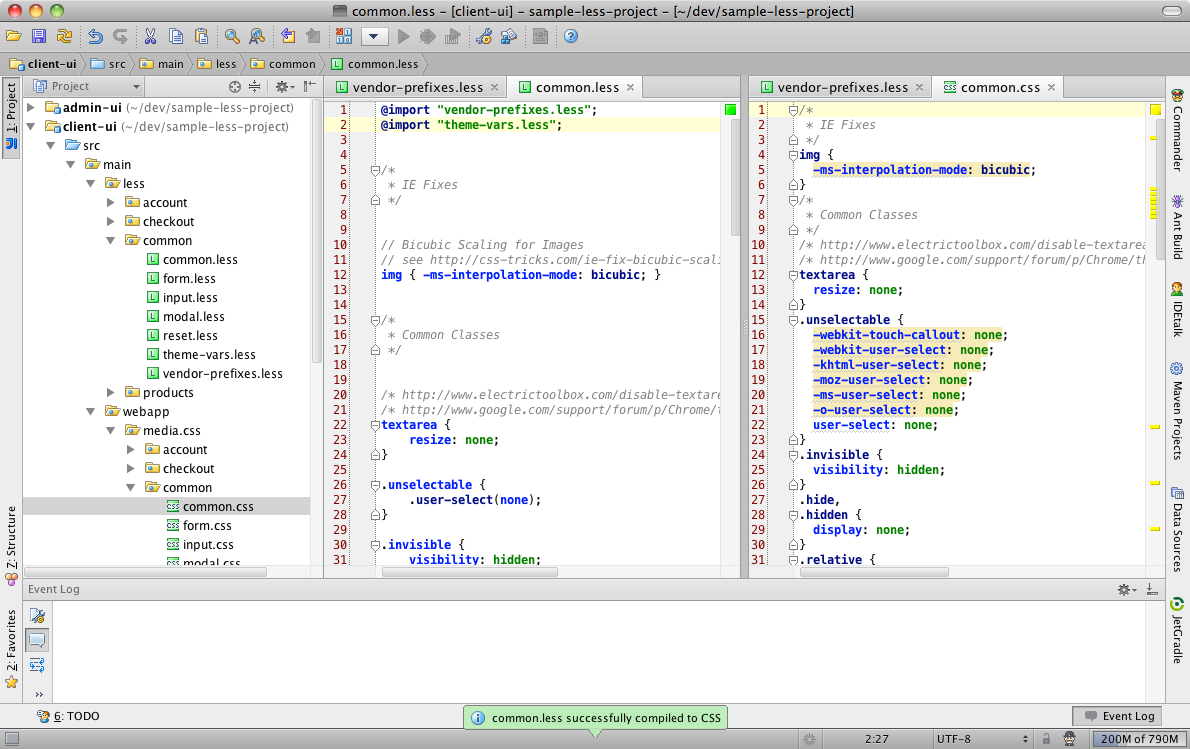 common.less - [client-ui] - sample-less-project - [~/dev/sample-less-project]
client-ui src main less common common.less
1: Project
Z: Structure
2: Favorites
Project
admin-ui (~/dev/sample-less-project)
client-ui (~/dev/sample-less-project)
src
main
less
account
checkout
common
common.less
form.less
input.less
modal.less
reset.less
theme-vars.less
vendor-prefixes.less
products
webapp
media.css
account
checkout
common
common.css
form.css
input.css
modal.css
vendor-prefixes.less common.less
1 @import "vendor-prefixes.less";
2 @import "theme-vars.less";
3
4
5 /*
6 * IE Fixes
7 */
8
9
10 // Bicubic Scaling for Images
11 // see http://css-tricks.com/ie-fix-bicubic-scali
12 img { -ms-interpolation-mode: bicubic; }
13
14
15 /*
16 * Common Classes
17 */
18
19
20 /* http://www.electrictoolbox.com/disable-textare
21 /* http://www.google.com/support/forum/p/Chrome/t
22 textarea {
23 resize: none;
24 }
25
26 .unselectable {
27 .user-select(none);
28 }
29
30 .invisible {
31 visibility: hidden;
vendor-prefixes.less common.css
1 /*
2 * IE Fixes
3 */
4 img {
5 -ms-interpolation-mode: bicubic;
6 }
7 /*
8 * Common Classes
9 */
10 /* http://www.electrictoolbox.com/disable-textarea
11 /* http://www.google.com/support/forum/p/Chrome/th
12 textarea {
13 resize: none;
14 }
15 .unselectable {
16 -webkit-touch-callout: none;
17 -webkit-user-select: none;
18 -khtml-user-select: none;
19 -moz-user-select: none;
20 -ms-user-select: none;
21 -o-user-select: none;
22 user-select: none;
23 }
24 .invisible {
25 visibility: hidden;
26 }
27 .hide,
28 .hidden {
29 display: none;
30 }
31 .relative {
Commander
Ant Build
IDEtalk
Maven Projects
Data Sources
JetGradle
Event Log
6: TODO
common.less successfully compiled to CSS
Event Log
2:27
UTF-8
200M of 790M